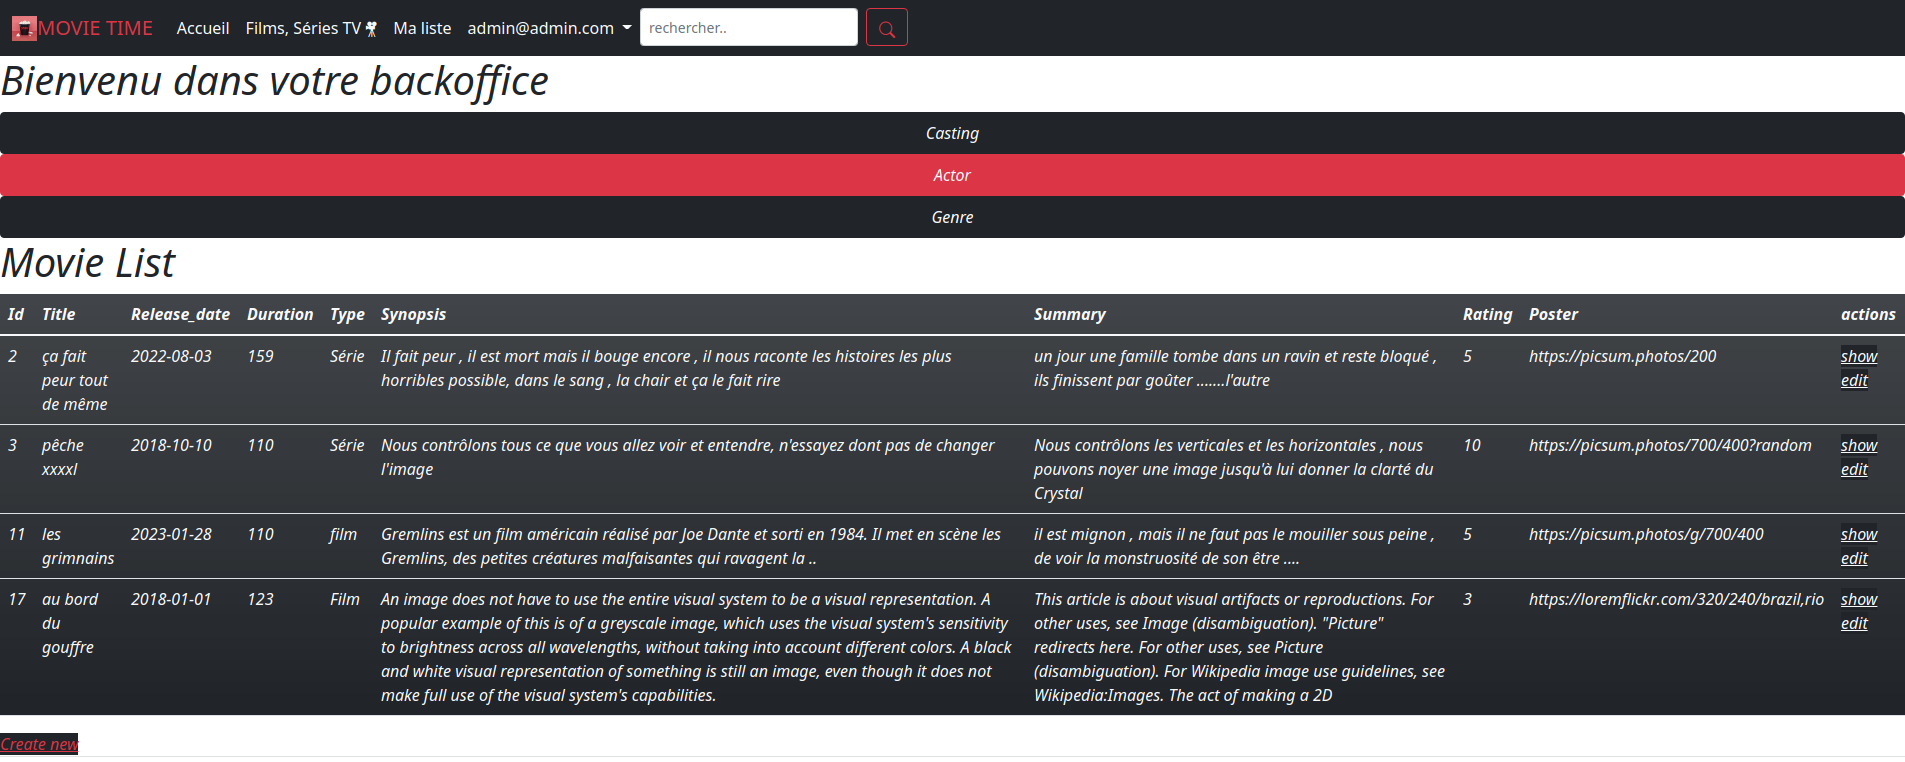 MOVIE TIME Accueil Films, Séries TV Ma liste admin@admin.com rechercher..
Bienvenu dans votre backoffice
Casting
Actor
Genre
Movie List
Id Title Release_date Duration Type Synopsis Summary Rating Poster actions
2 ça fait 2022-08-03 159 Série Il fait peur , il est mort mais il bouge encore , il nous raconte les histoires les plus un jour une famille tombe dans un ravin et reste bloqué , 5 https://picsum.photos/200 show
peur tout horribles possible, dans le sang , la chair et ça le fait rire ils finissent par goûter .......l'autre edit
de même
3 pêche 2018-10-10 110 Série Nous contrôlons tous ce que vous allez voir et entendre, n'essayez dont pas de changer Nous contrôlons les verticales et les horizontales , nous 10 https://picsum.photos/700/400?random show
xxxxl l'image pouvons noyer une image jusqu'à lui donner la clarté du edit
Crystal
11 les 2023-01-28 110 film Gremlins est un film américain réalisé par Joe Dante et sorti en 1984. Il met en scène les il est mignon , mais il ne faut pas le mouiller sous peine , 5 https://picsum.photos/g/700/400 show
grimnains Gremlins, des petites créatures malfaisantes qui ravagent la .. de voir la monstruosité de son être .... edit
17 au bord 2018-01-01 123 Film An image does not have to use the entire visual system to be a visual representation. A This article is about visual artifacts or reproductions. For 3 https://loremflickr.com/320/240/brazil,rio show
du popular example of this is of a greyscale image, which uses the visual system's sensitivity other uses, see Image (disambiguation). "Picture" edit
gouffre to brightness across all wavelengths, without taking into account different colors. A black redirects here. For other uses, see Picture
and white visual representation of something is still an image, even though it does not (disambiguation). For Wikipedia image use guidelines, see
make full use of the visual system's capabilities. Wikipedia:Images. The act of making a 2D
Create new